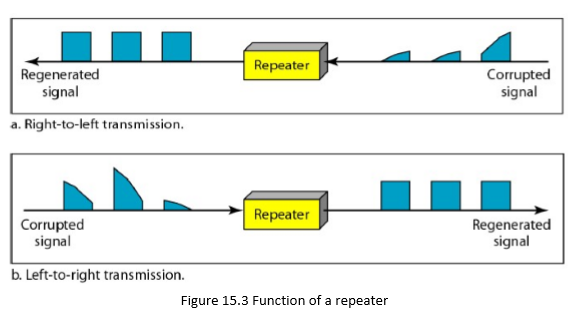 Repeater
Regenerated
signal
Corrupted
signal
a. Right-to-left transmission.
Repeater
Corrupted
signal
Regenerated
signal
b. Left-to-right transmission.
Figure 15.3 Function of a repeater